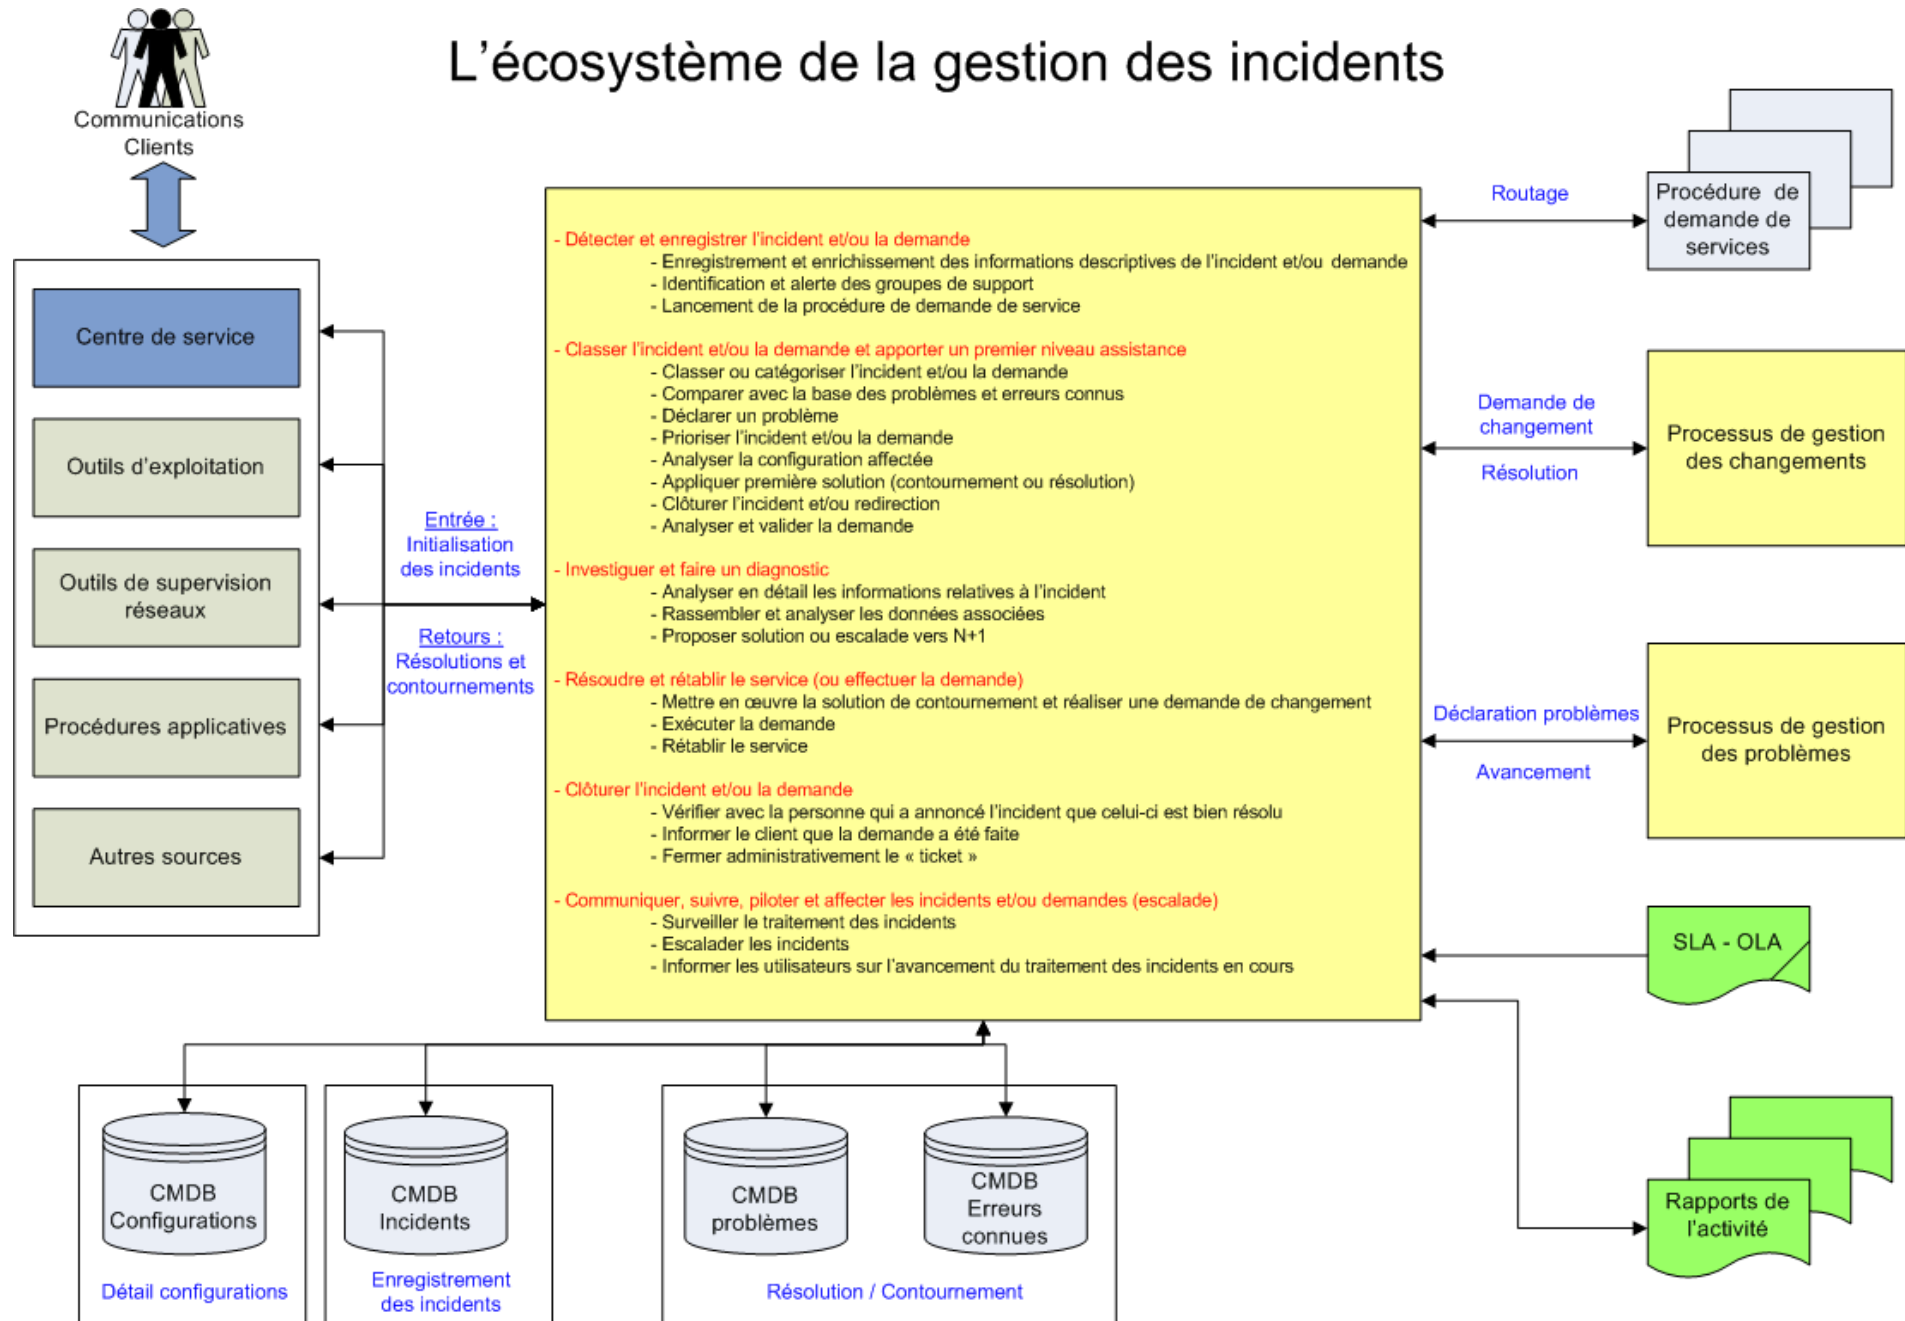 L'écosystème de la gestion des incidents
Communications
Clients
Centre de service
Outils d'exploitation
Outils de supervision
réseaux
Procédures applicatives
Autres sources
Entrée :
Initialisation
des incidents
Retours :
Résolutions et
contournements
- Détecter et enregistrer l'incident et/ou la demande
- Enregistrement et enrichissement des informations descriptives de l'incident et/ou demande
- Identification et alerte des groupes de support
- Lancement de la procédure de demande de service
- Classer l'incident et/ou la demande et apporter un premier niveau assistance
- Classer ou catégoriser l'incident et/ou la demande
- Comparer avec la base des problèmes et erreurs connus
- Déclarer un problème
- Prioriser l'incident et/ou la demande
- Analyser la configuration affectée
- Appliquer première solution (contournement ou résolution)
- Clôturer l'incident et/ou redirection
- Analyser et valider la demande
- Investiguer et faire un diagnostic
- Analyser en détail les informations relatives à l'incident
- Rassembler et analyser les données associées
- Proposer solution ou escalade vers N+1
- Résoudre et rétablir le service (ou effectuer la demande)
- Mettre en œuvre la solution de contournement et réaliser une demande de changement
- Exécuter la demande
- Rétablir le service
- Clôturer l'incident et/ou la demande
- Vérifier avec la personne qui a annoncé l'incident que celui-ci est bien résolu
- Informer le client que la demande a été faite
- Fermer administrativement le « ticket »
- Communiquer, suivre, piloter et affecter les incidents et/ou demandes (escalade)
- Surveiller le traitement des incidents
- Escalader les incidents
- Informer les utilisateurs sur l'avancement du traitement des incidents en cours
Routage
Procédure de
demande de
services
Demande de
changement
Résolution
Processus de gestion
des changements
Déclaration problèmes
Avancement
Processus de gestion
des problèmes
SLA - OLA
Rapports de
l'activité
CMDB
Configurations
Détail configurations
CMDB
Incidents
Enregistrement
des incidents
CMDB
problèmes
CMDB
Erreurs
connues
Résolution / Contournement